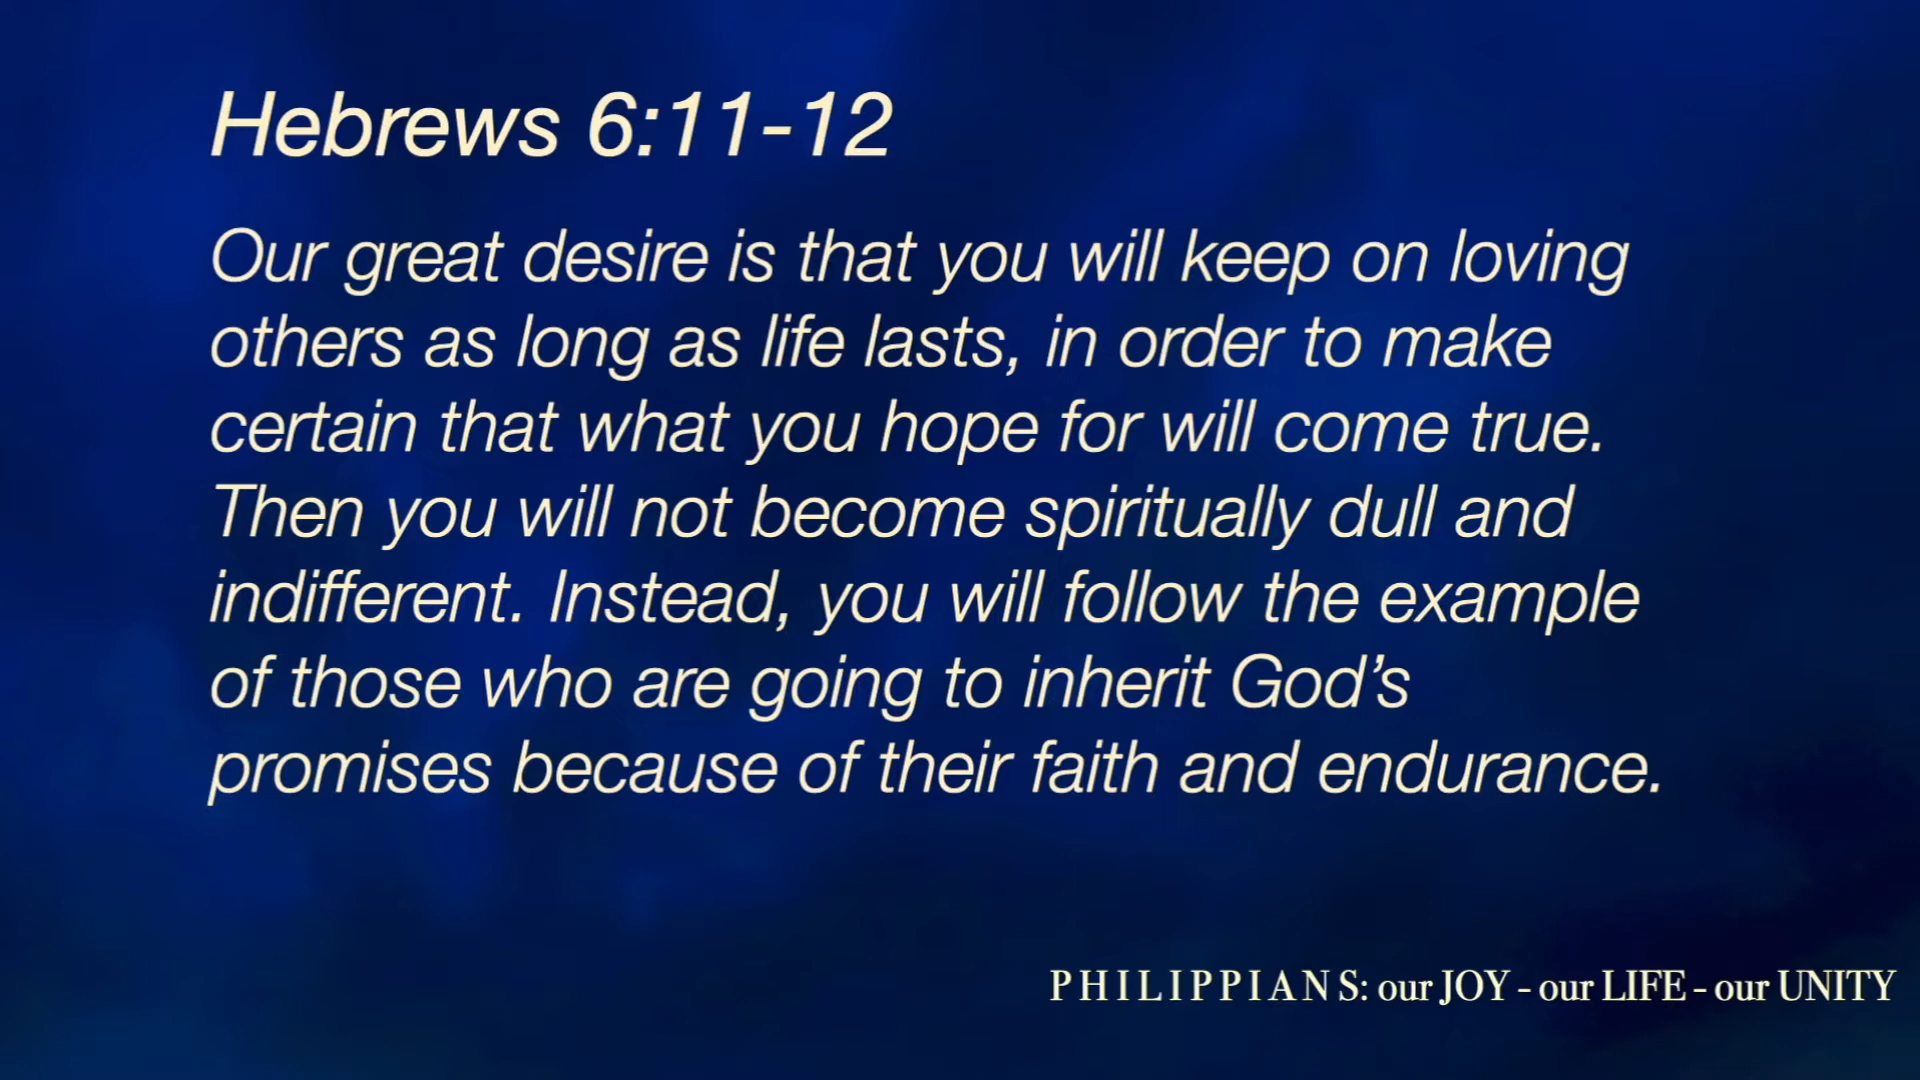 Hebrews 6:11-12
Our great desire is that you will keep on loving
others as long as life lasts, in order to make
certain that what you hope for will come true.
Then you will not become spiritually dull and
indifferent. Instead, you will follow the example
of those who are going to inherit God’s
promises because of their faith and endurance.
PHILIPPIANS: our JOY - our LIFE - our UNITY